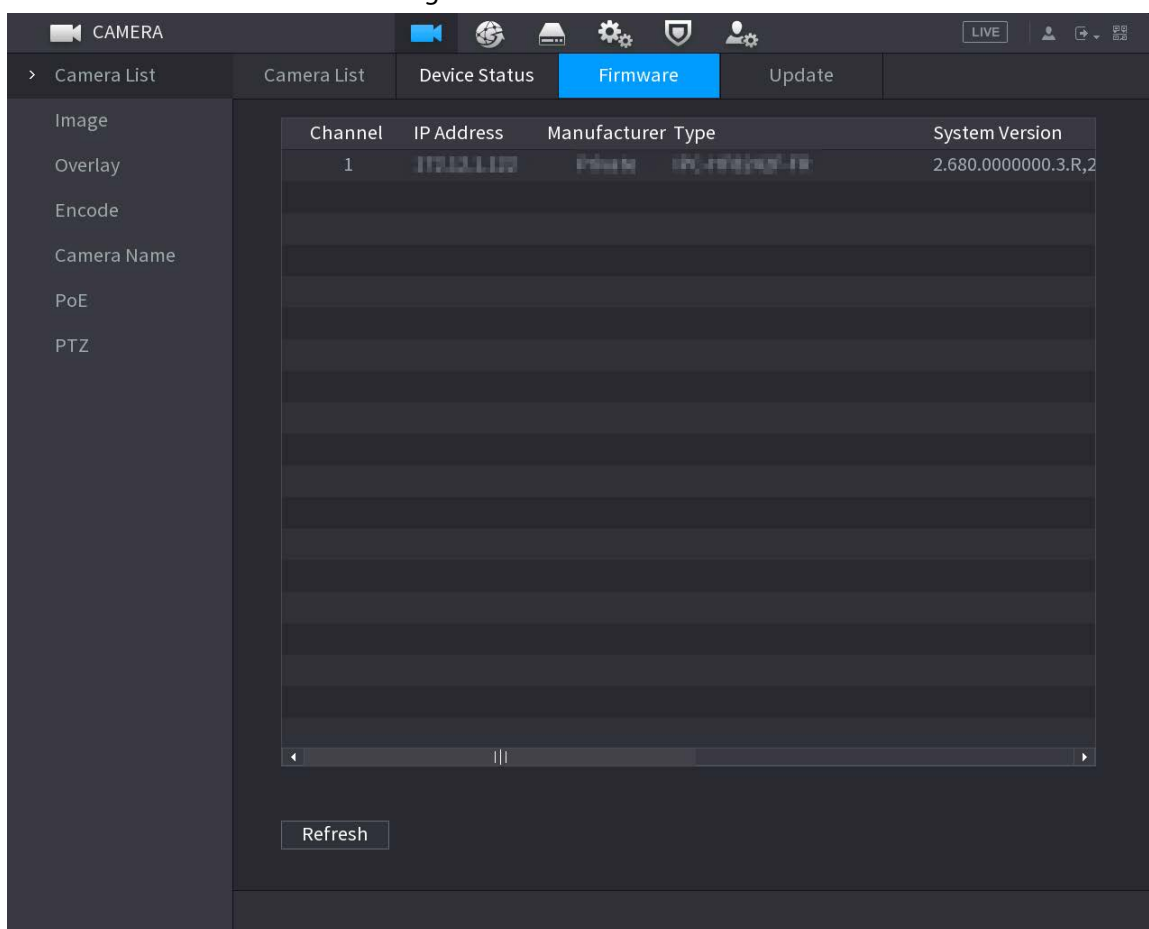 CAMERA
LIVE
Camera List
Camera List Device Status Firmware Update
Image
Overlay
Encode
Camera Name
PoE
PTZ
Channel IP Address Manufacturer Type System Version
1 2.680.0000000.3.R,2
Refresh